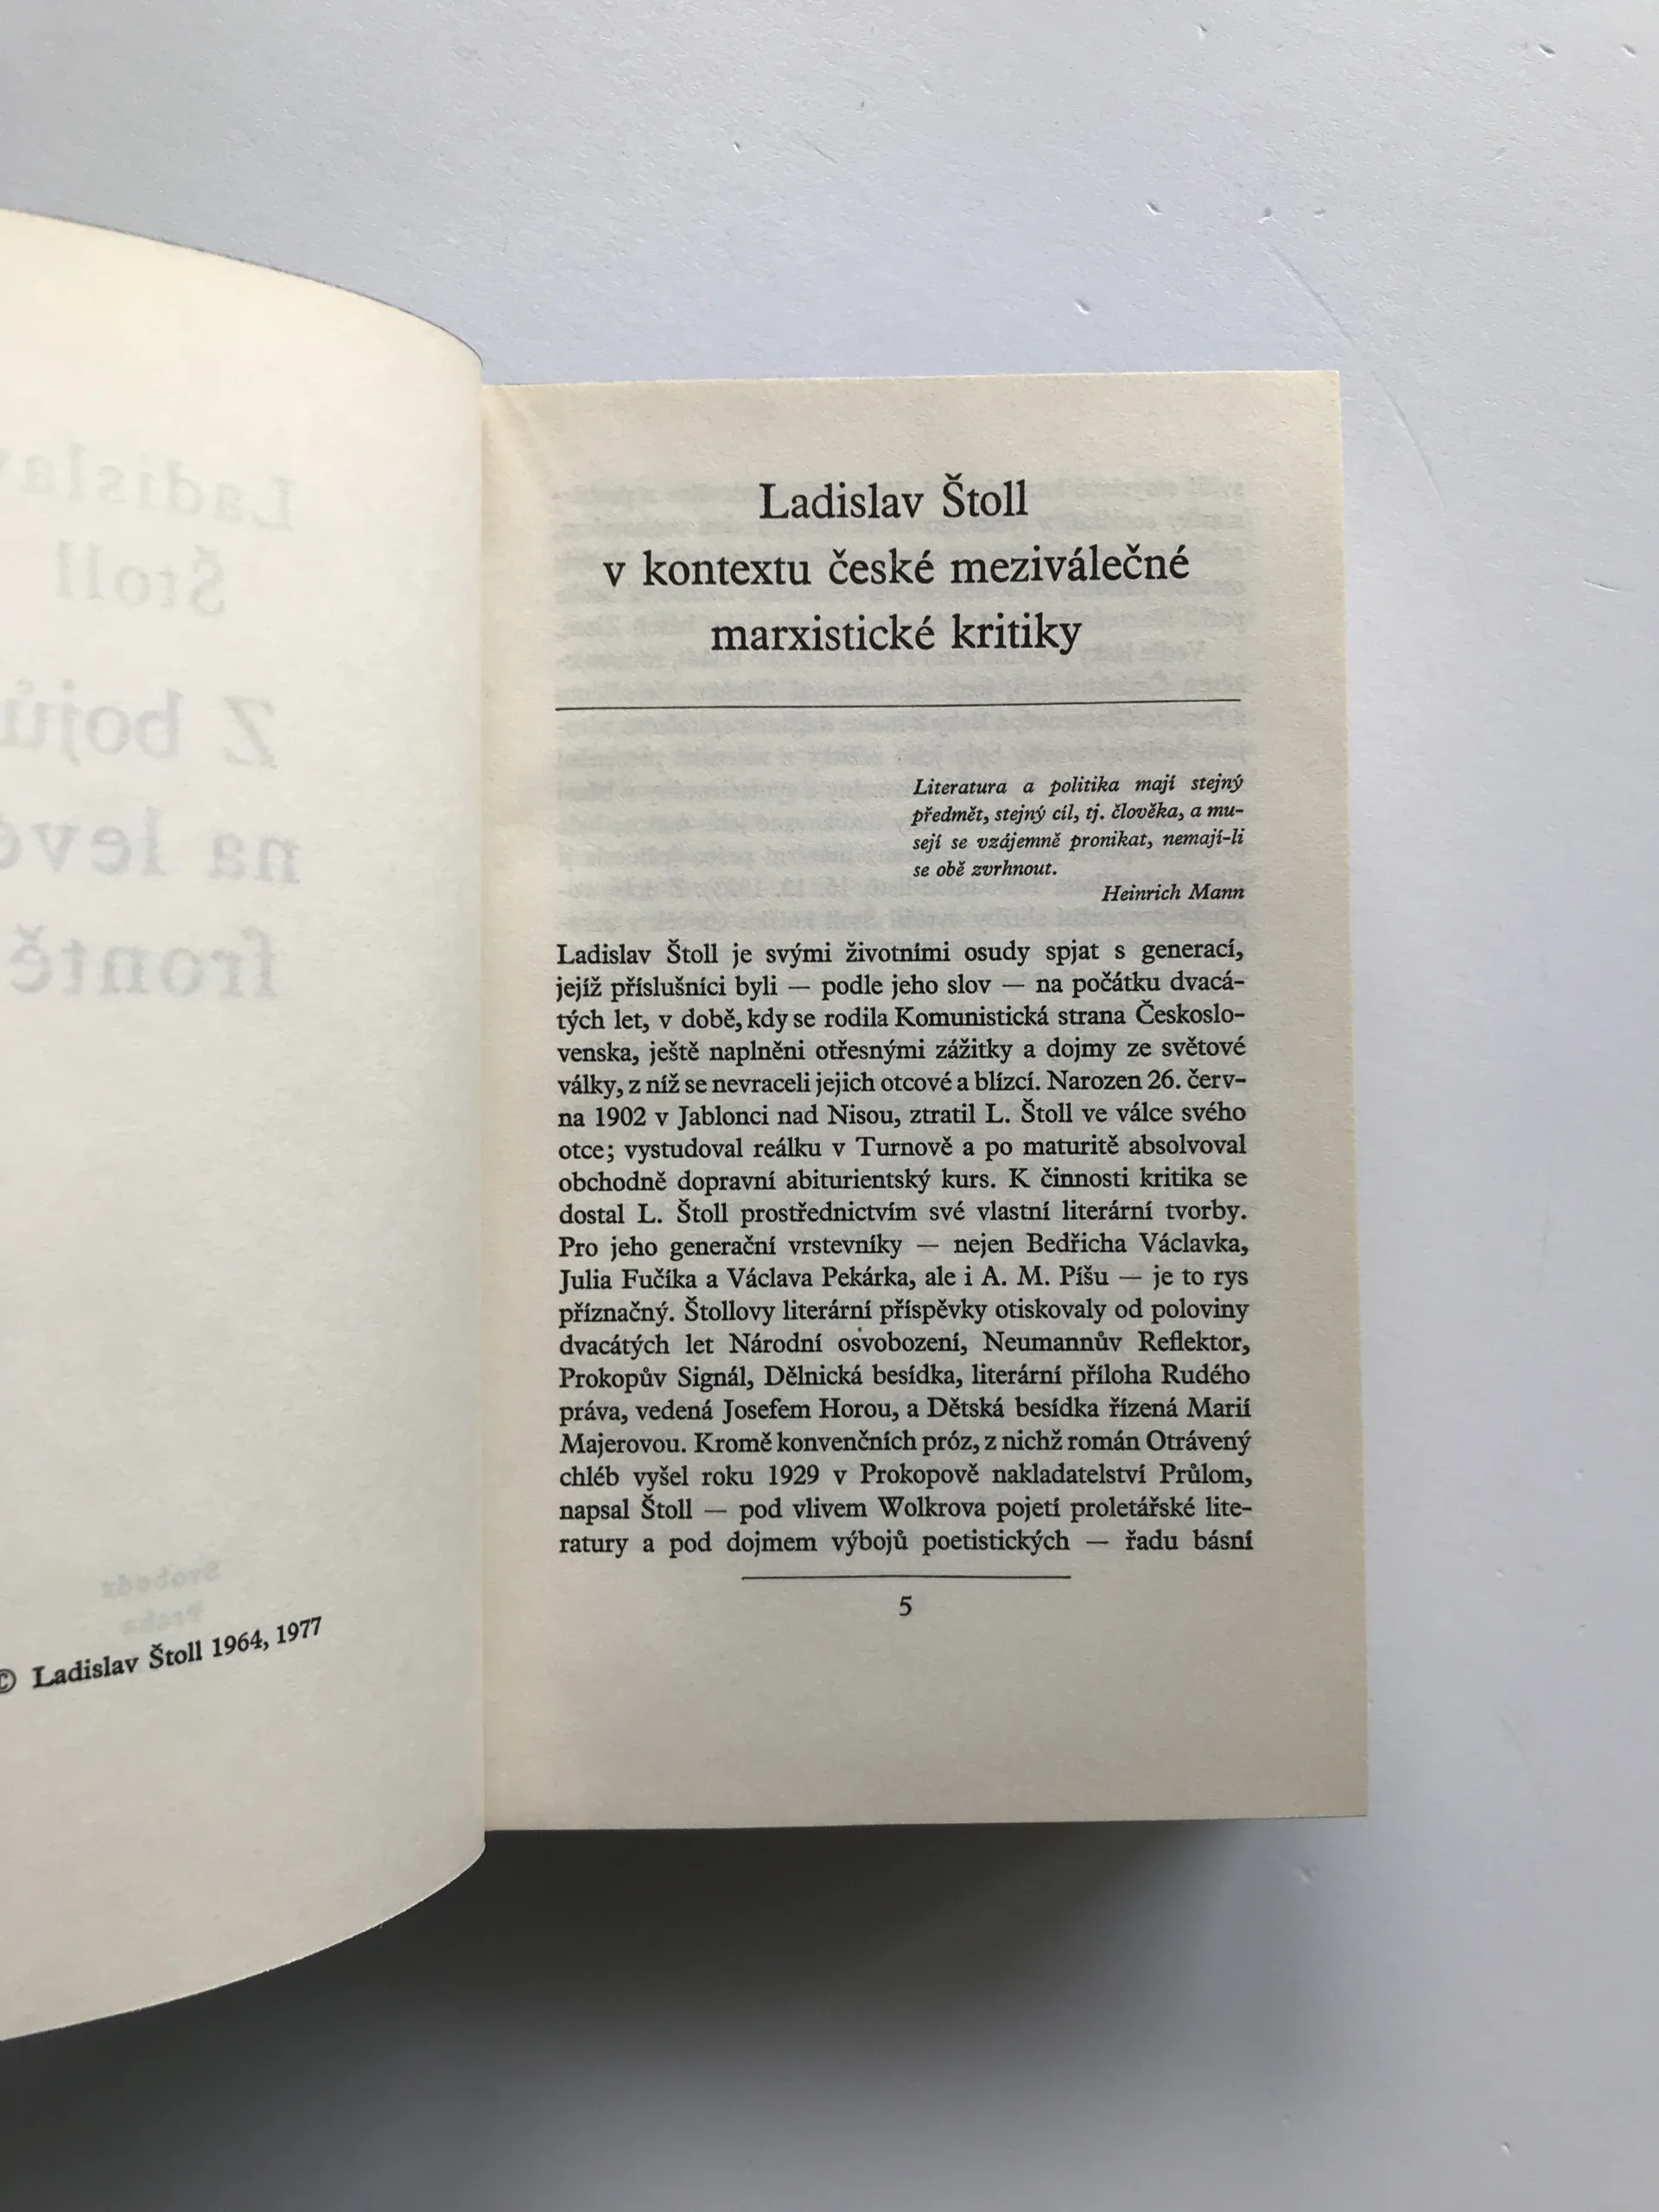 © Ladislav Štoll 1964, 1977
Ladislav Štoll
v kontextu české meziválečné
marxistické kritiky
Literatura a politika mají stejný
předmět, stejný cíl, tj. člověka, a mu-
sejí se vzájemně pronikat, nemají-li
se obě zvrhnout.
Heinrich Mann
Ladislav Štoll je svými životními osudy spjat s generací,
jejíž příslušníci byli — podle jeho slov — na počátku dvacá-
tých let, v době, kdy se rodila Komunistická strana Českoslo-
venska, ještě naplněni otřesnými zážitky a dojmy ze světové
války, z níž se nevraceli jejich otcové a blízcí. Narozen 26. červ-
na 1902 v Jablonci nad Nisou, ztratil L. Štoll ve válce svého
otce; vystudoval reálku v Turnově a po maturitě absolvoval
obchodně dopravní abiturientský kurs. K činnosti kritika se
dostal L. Štoll prostřednictvím své vlastní literární tvorby.
Pro jeho generační vrstevníky — nejen Bedřicha Václavka,
Julia Fučíka a Václava Pekárka, ale i A. M. Píšu — je to rys
příznačný. Štollovy literární příspěvky otiskovaly od poloviny
dvacátých let Národní osvobození, Neumannův Reflektor,
Prokopův Signál, Dělnická besídka, literární příloha Rudého
práva, vedená Josefem Horou, a Dětská besídka řízená Marií
Majerovou. Kromě konvenčních próz, z nichž román Otrávený
chléb vyšel roku 1929 v Prokopově nakladatelství Průlom,
napsal Štoll — pod vlivem Wolkrova pojetí proletářské lite-
ratury a pod dojmem výbojů poetistických — řadu básní
5